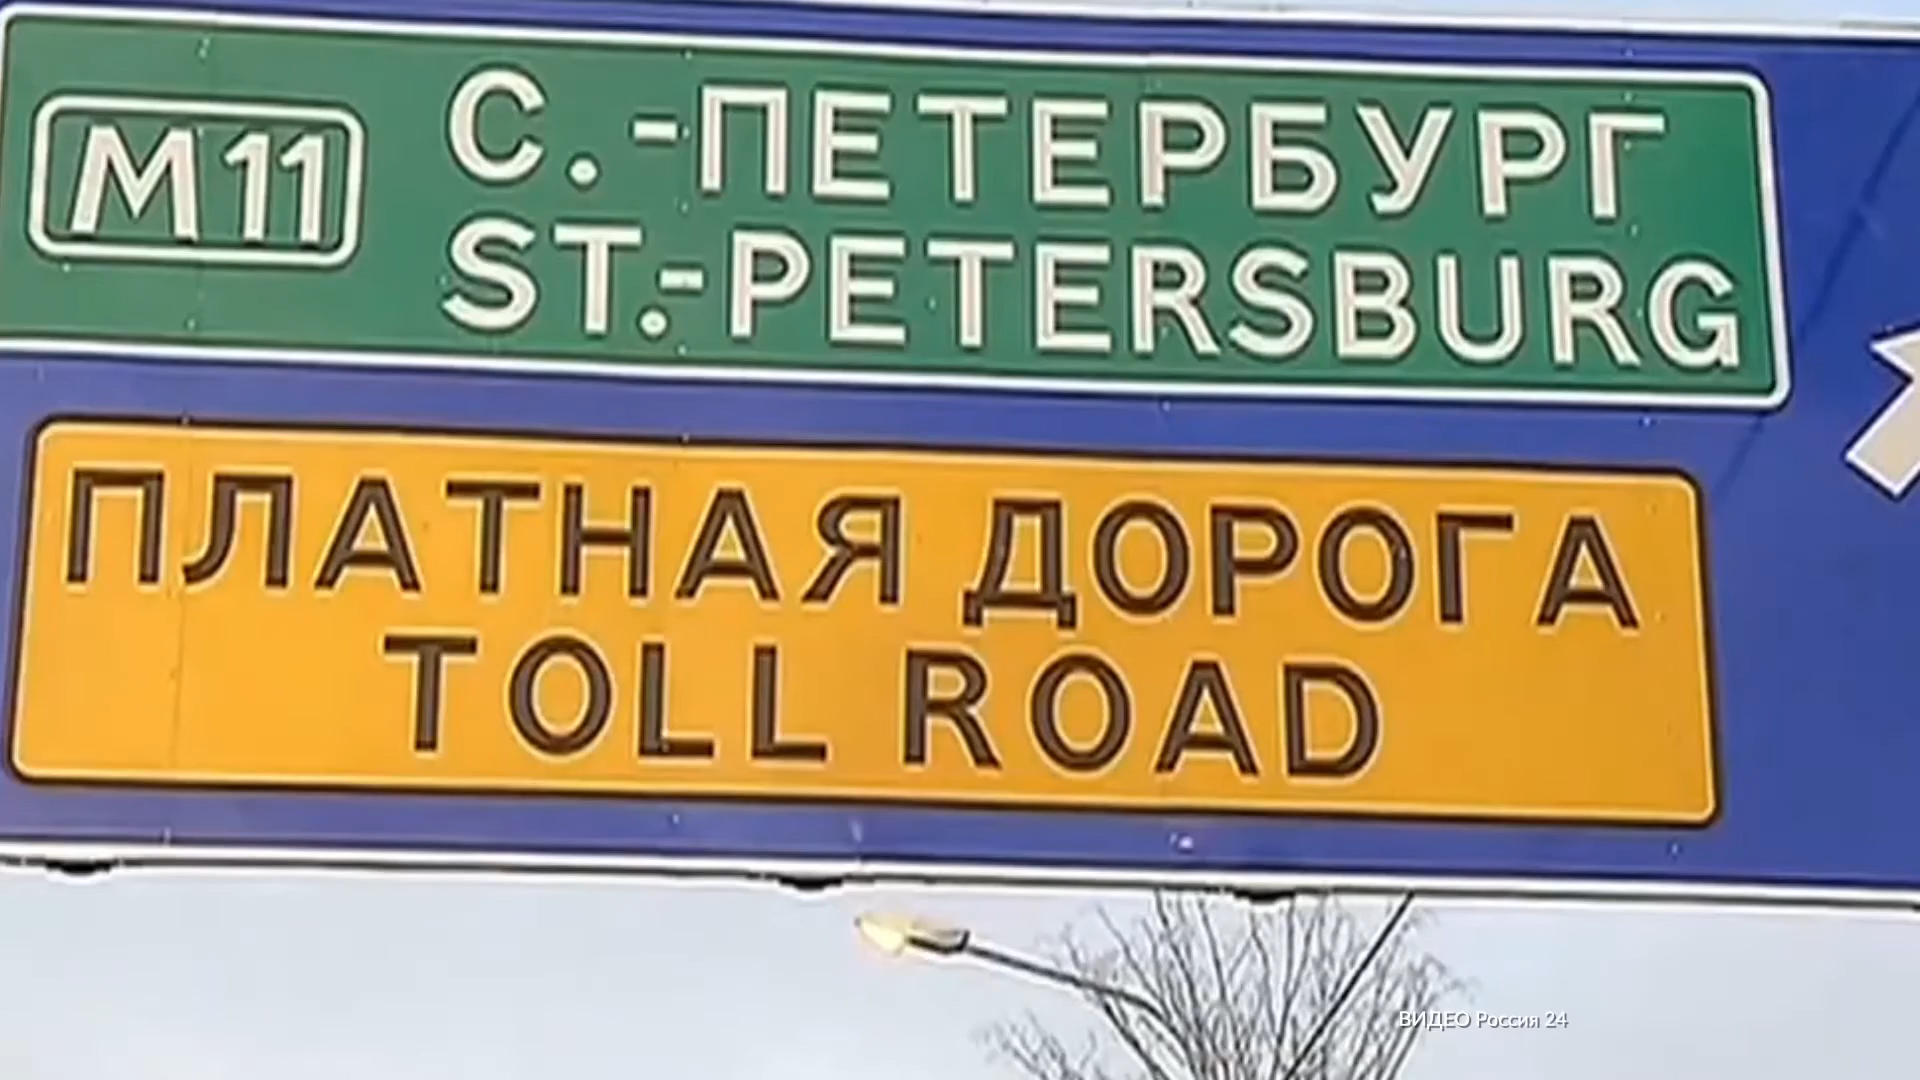 М11
С.-ПЕТЕРБУРГ
ST.-PETERSBURG
ПЛАТНАЯ ДОРОГА
TOLL ROAD
ВИДЕО Россия 24